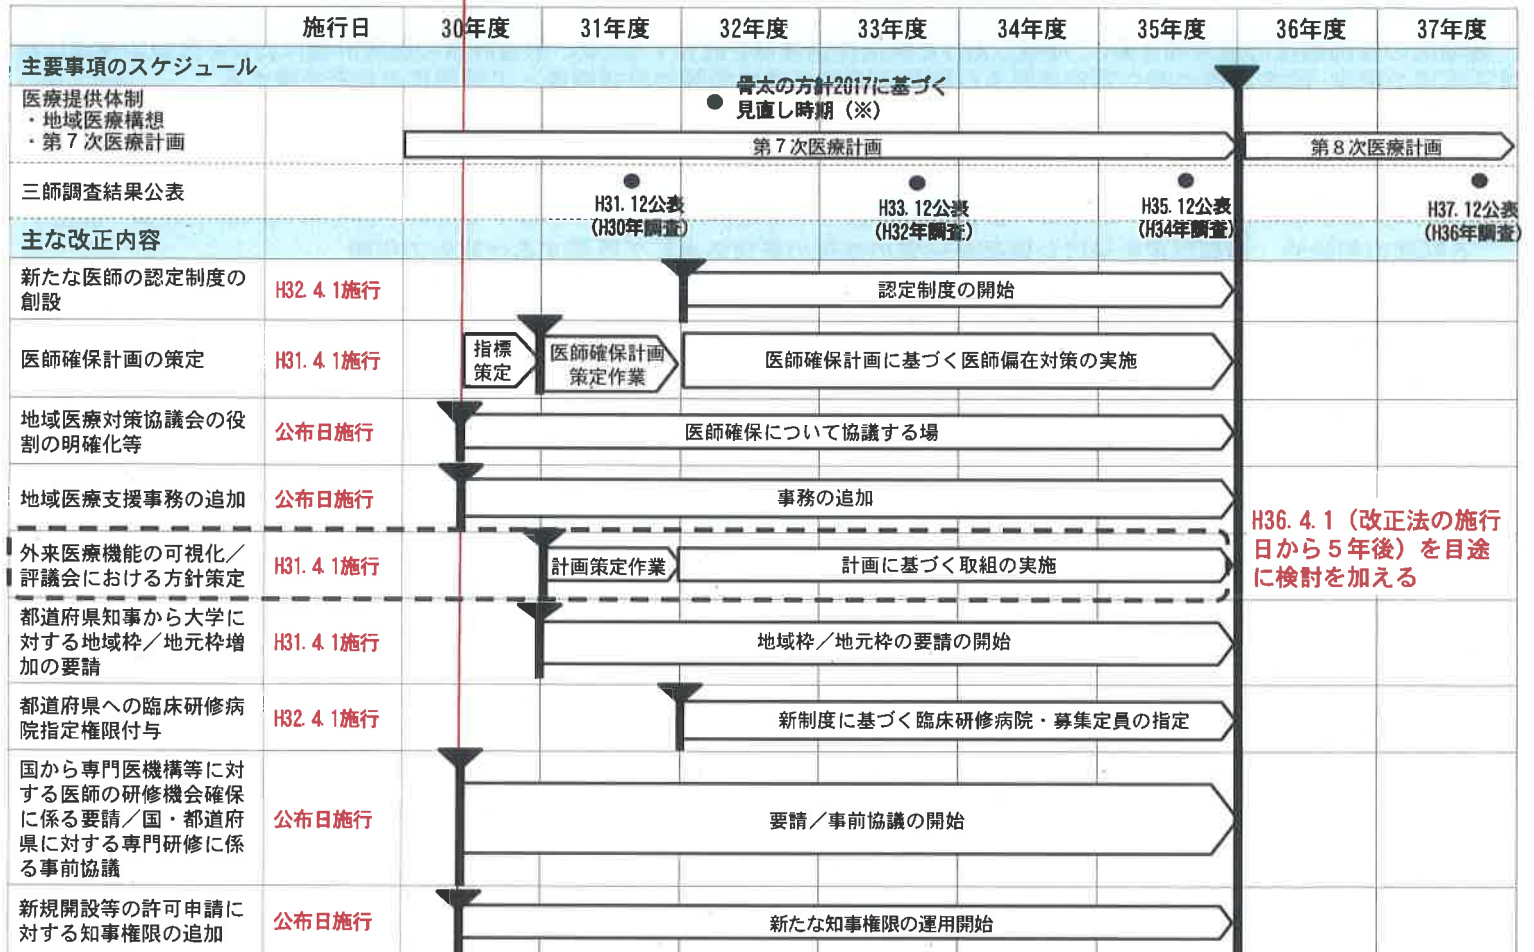 施行日 30年度 31年度 32年度 33年度 34年度 35年度 36年度 37年度
主要事項のスケジュール
医療提供体制
・地域医療構想
・第７次医療計画
骨太の方針2017に基づく
見直し時期（※）
第７次医療計画 第８次医療計画
三師調査結果公表
H31.12公表
(H30年調査)
H33.12公表
(H32年調査)
H35.12公表
(H34年調査)
H37.12公表
(H36年調査)
主な改正内容
新たな医師の認定制度の
創設
H32.4.1施行
認定制度の開始
医師確保計画の策定
H31.4.1施行
指標
策定
医師確保計画
策定作業
医師確保計画に基づく医師偏在対策の実施
地域医療対策協議会の役
割の明確化等
公布日施行
医師確保について協議する場
地域医療支援事務の追加
公布日施行
事務の追加
外来医療機能の可視化／
評議会における方針策定
H31.4.1施行
計画策定作業
計画に基づく取組の実施
H36.4.1（改正法の施行
日から５年後）を目途
に検討を加える
都道府県知事から大学に
対する地域枠／地元枠増
加の要請
H31.4.1施行
地域枠／地元枠の要請の開始
都道府県への臨床研修病
院指定権限付与
H32.4.1施行
新制度に基づく臨床研修病院・募集定員の指定
国から専門医機構等に対
する医師の研修機会確保
に係る要請／国・都道府
県に対する専門研修に係
る事前協議
公布日施行
要請／事前協議の開始
新規開設等の許可申請に
対する知事権限の追加
公布日施行
新たな知事権限の運用開始